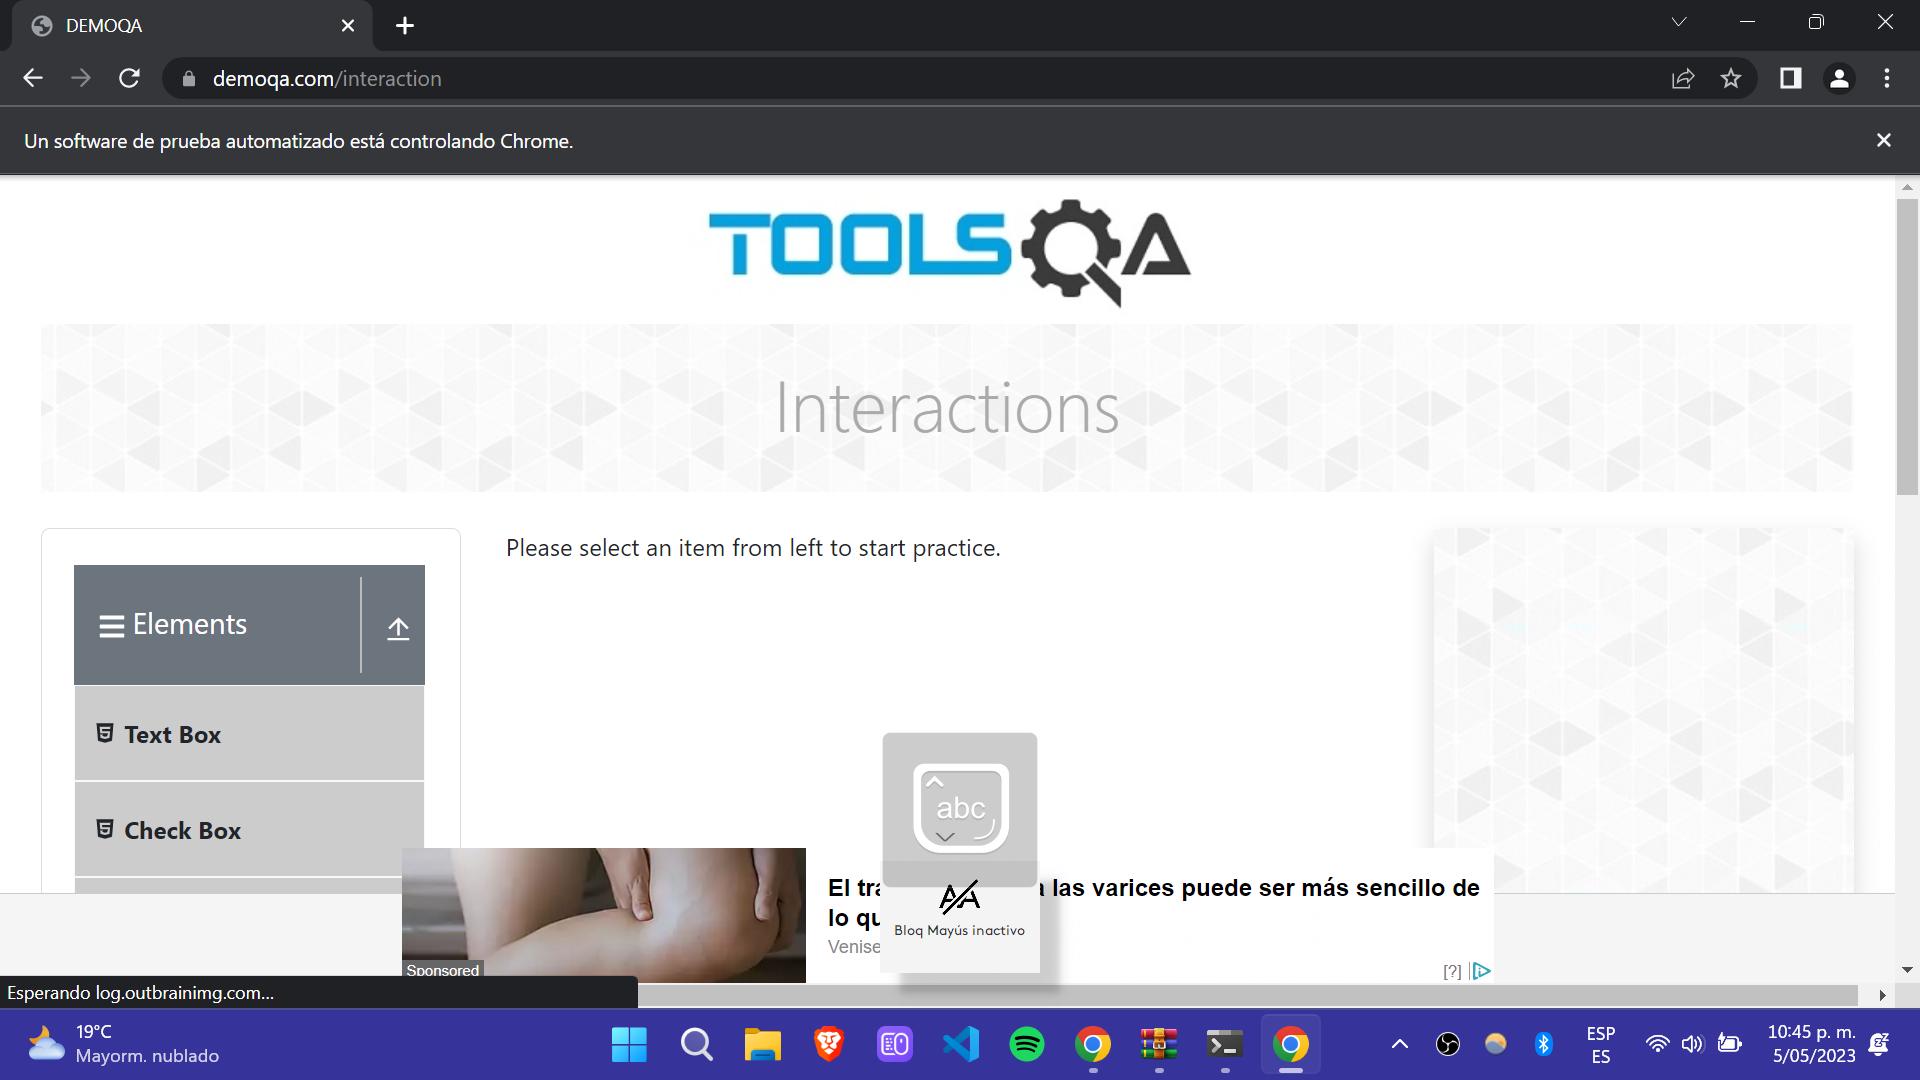 DEMOQA
demoqa.com/interaction
Un software de prueba automatizado está controlando Chrome.
TOOLSQA
Interactions
Please select an item from left to start practice.
Elements
Text Box
Check Box
abc
Bloq Mayús inactivo
El tra
a las varices puede ser más sencillo de
lo qu
Venise
Sponsored
[?]
Esperando log.outbrainimg.com...
19°C
Mayorm. nublado
ESP
ES
10:45 p. m.
5/05/2023